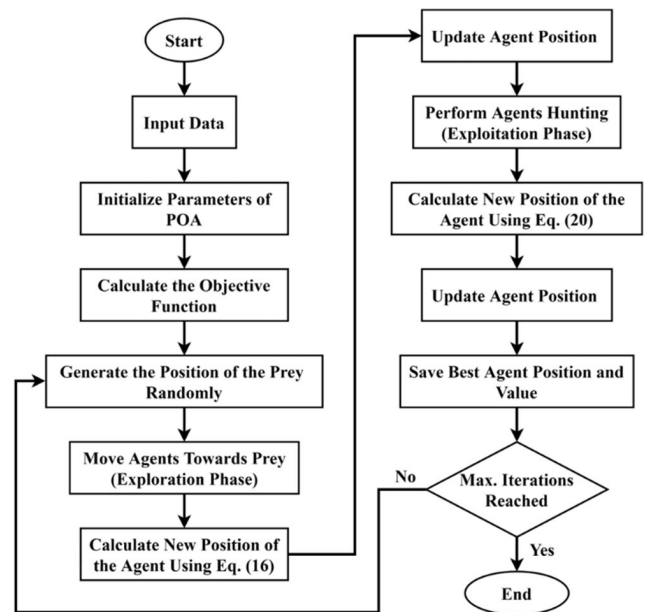 Start
Input Data
Initialize Parameters of
POA
Calculate the Objective
Function
Generate the Position of the Prey
Randomly
Move Agents Towards Prey
(Exploration Phase)
Calculate New Position of
the Agent Using Eq. (16)
Update Agent Position
Perform Agents Hunting
(Exploitation Phase)
Calculate New Position of the
Agent Using Eq. (20)
Update Agent Position
Save Best Agent Position and
Value
Max. Iterations
Reached
No
Yes
End